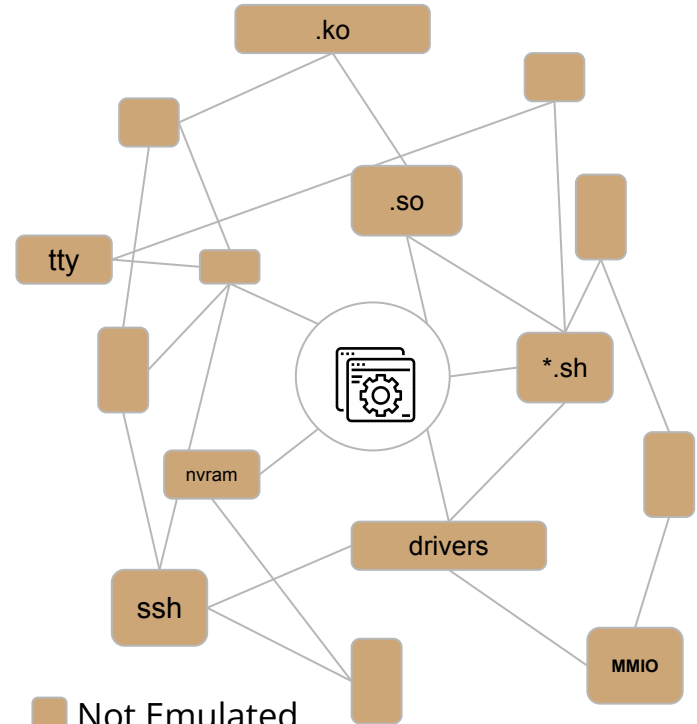 .ko
.so
tty
*.sh
nvram
drivers
ssh
MMIO
Not Emulated